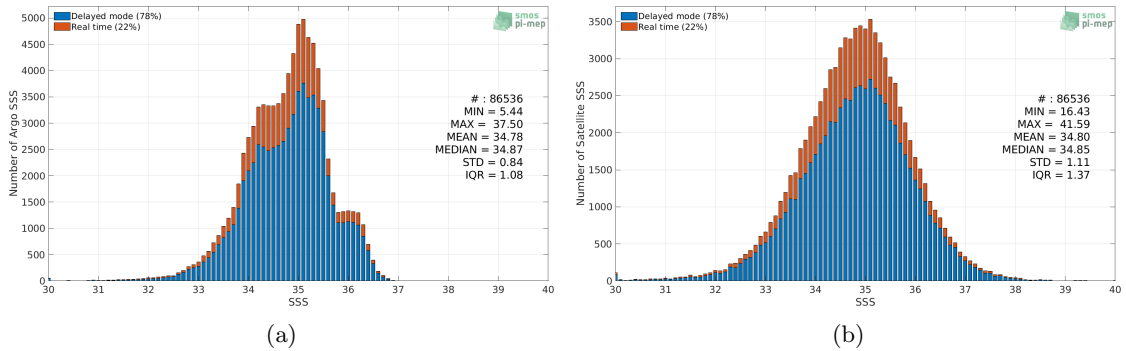 Delayed mode (78%)
Real time (22%)
smos
pi-mep
5000
4500
4000
3500
3000
2500
2000
1500
1000
500
0
Number of Argo SSS
# : 86536
MIN = 5.44
MAX = 37.50
MEAN = 34.78
MEDIAN = 34.87
STD = 0.84
IQR = 1.08
30 31 32 33 34 35 36 37 38 39 40
SSS
(a)
Delayed mode (78%)
Real time (22%)
smos
pi-mep
3500
3000
2500
2000
1500
1000
500
0
Number of Satellite SSS
# : 86536
MIN = 16.43
MAX = 41.59
MEAN = 34.80
MEDIAN = 34.85
STD = 1.11
IQR = 1.37
30 31 32 33 34 35 36 37 38 39 40
SSS
(b)